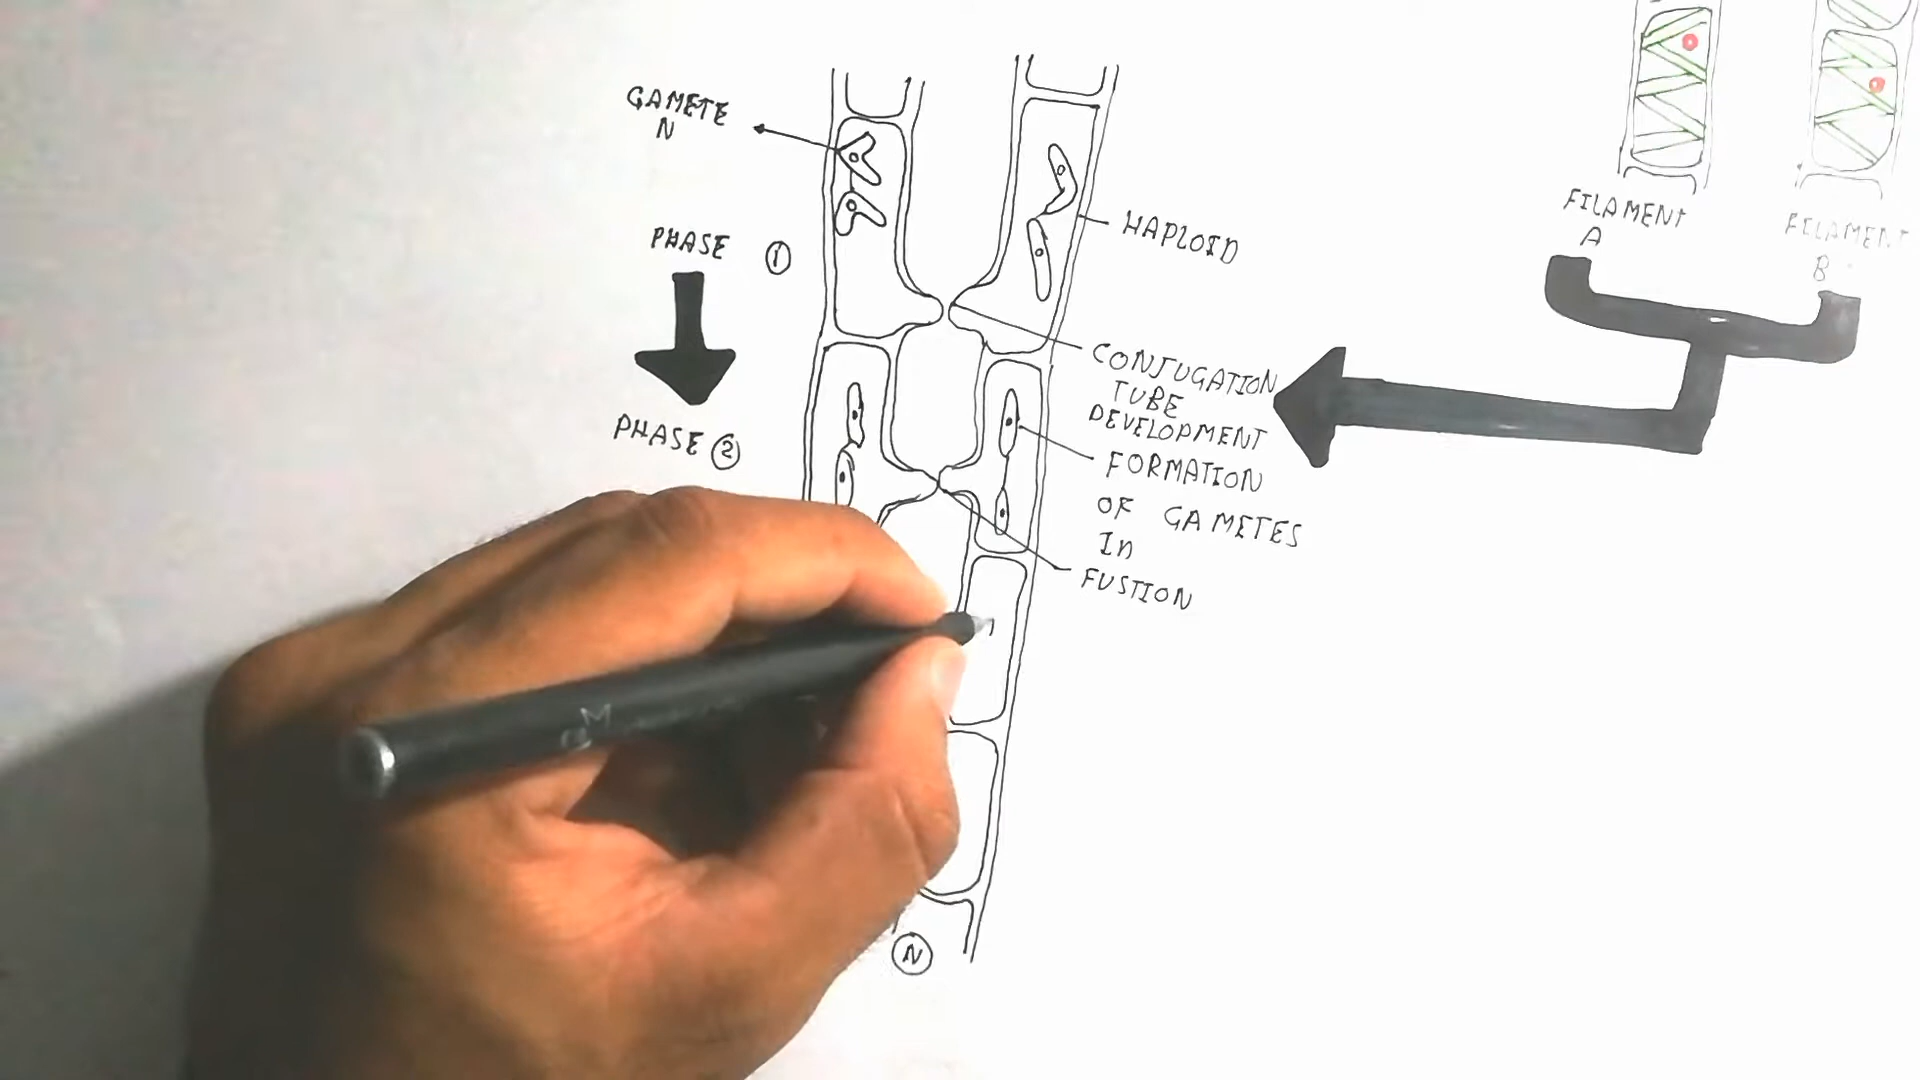 GAMETE
N
PHASE ①
PHASE ②
HAPLOID
CONJUGATION
TUBE
DEVELOPMENT
FORMATION
OF GAMETES
In
FUSTION
N
FILAMENT
A
FILAMENT
B